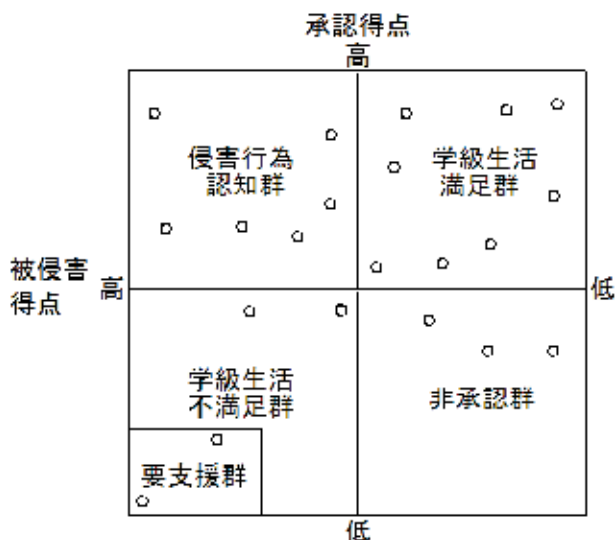 承認得点
高
侵害行為
認知群
学級生活
満足群
被侵害
得点
高
低
学級生活
不満足群
非承認群
要支援群
低